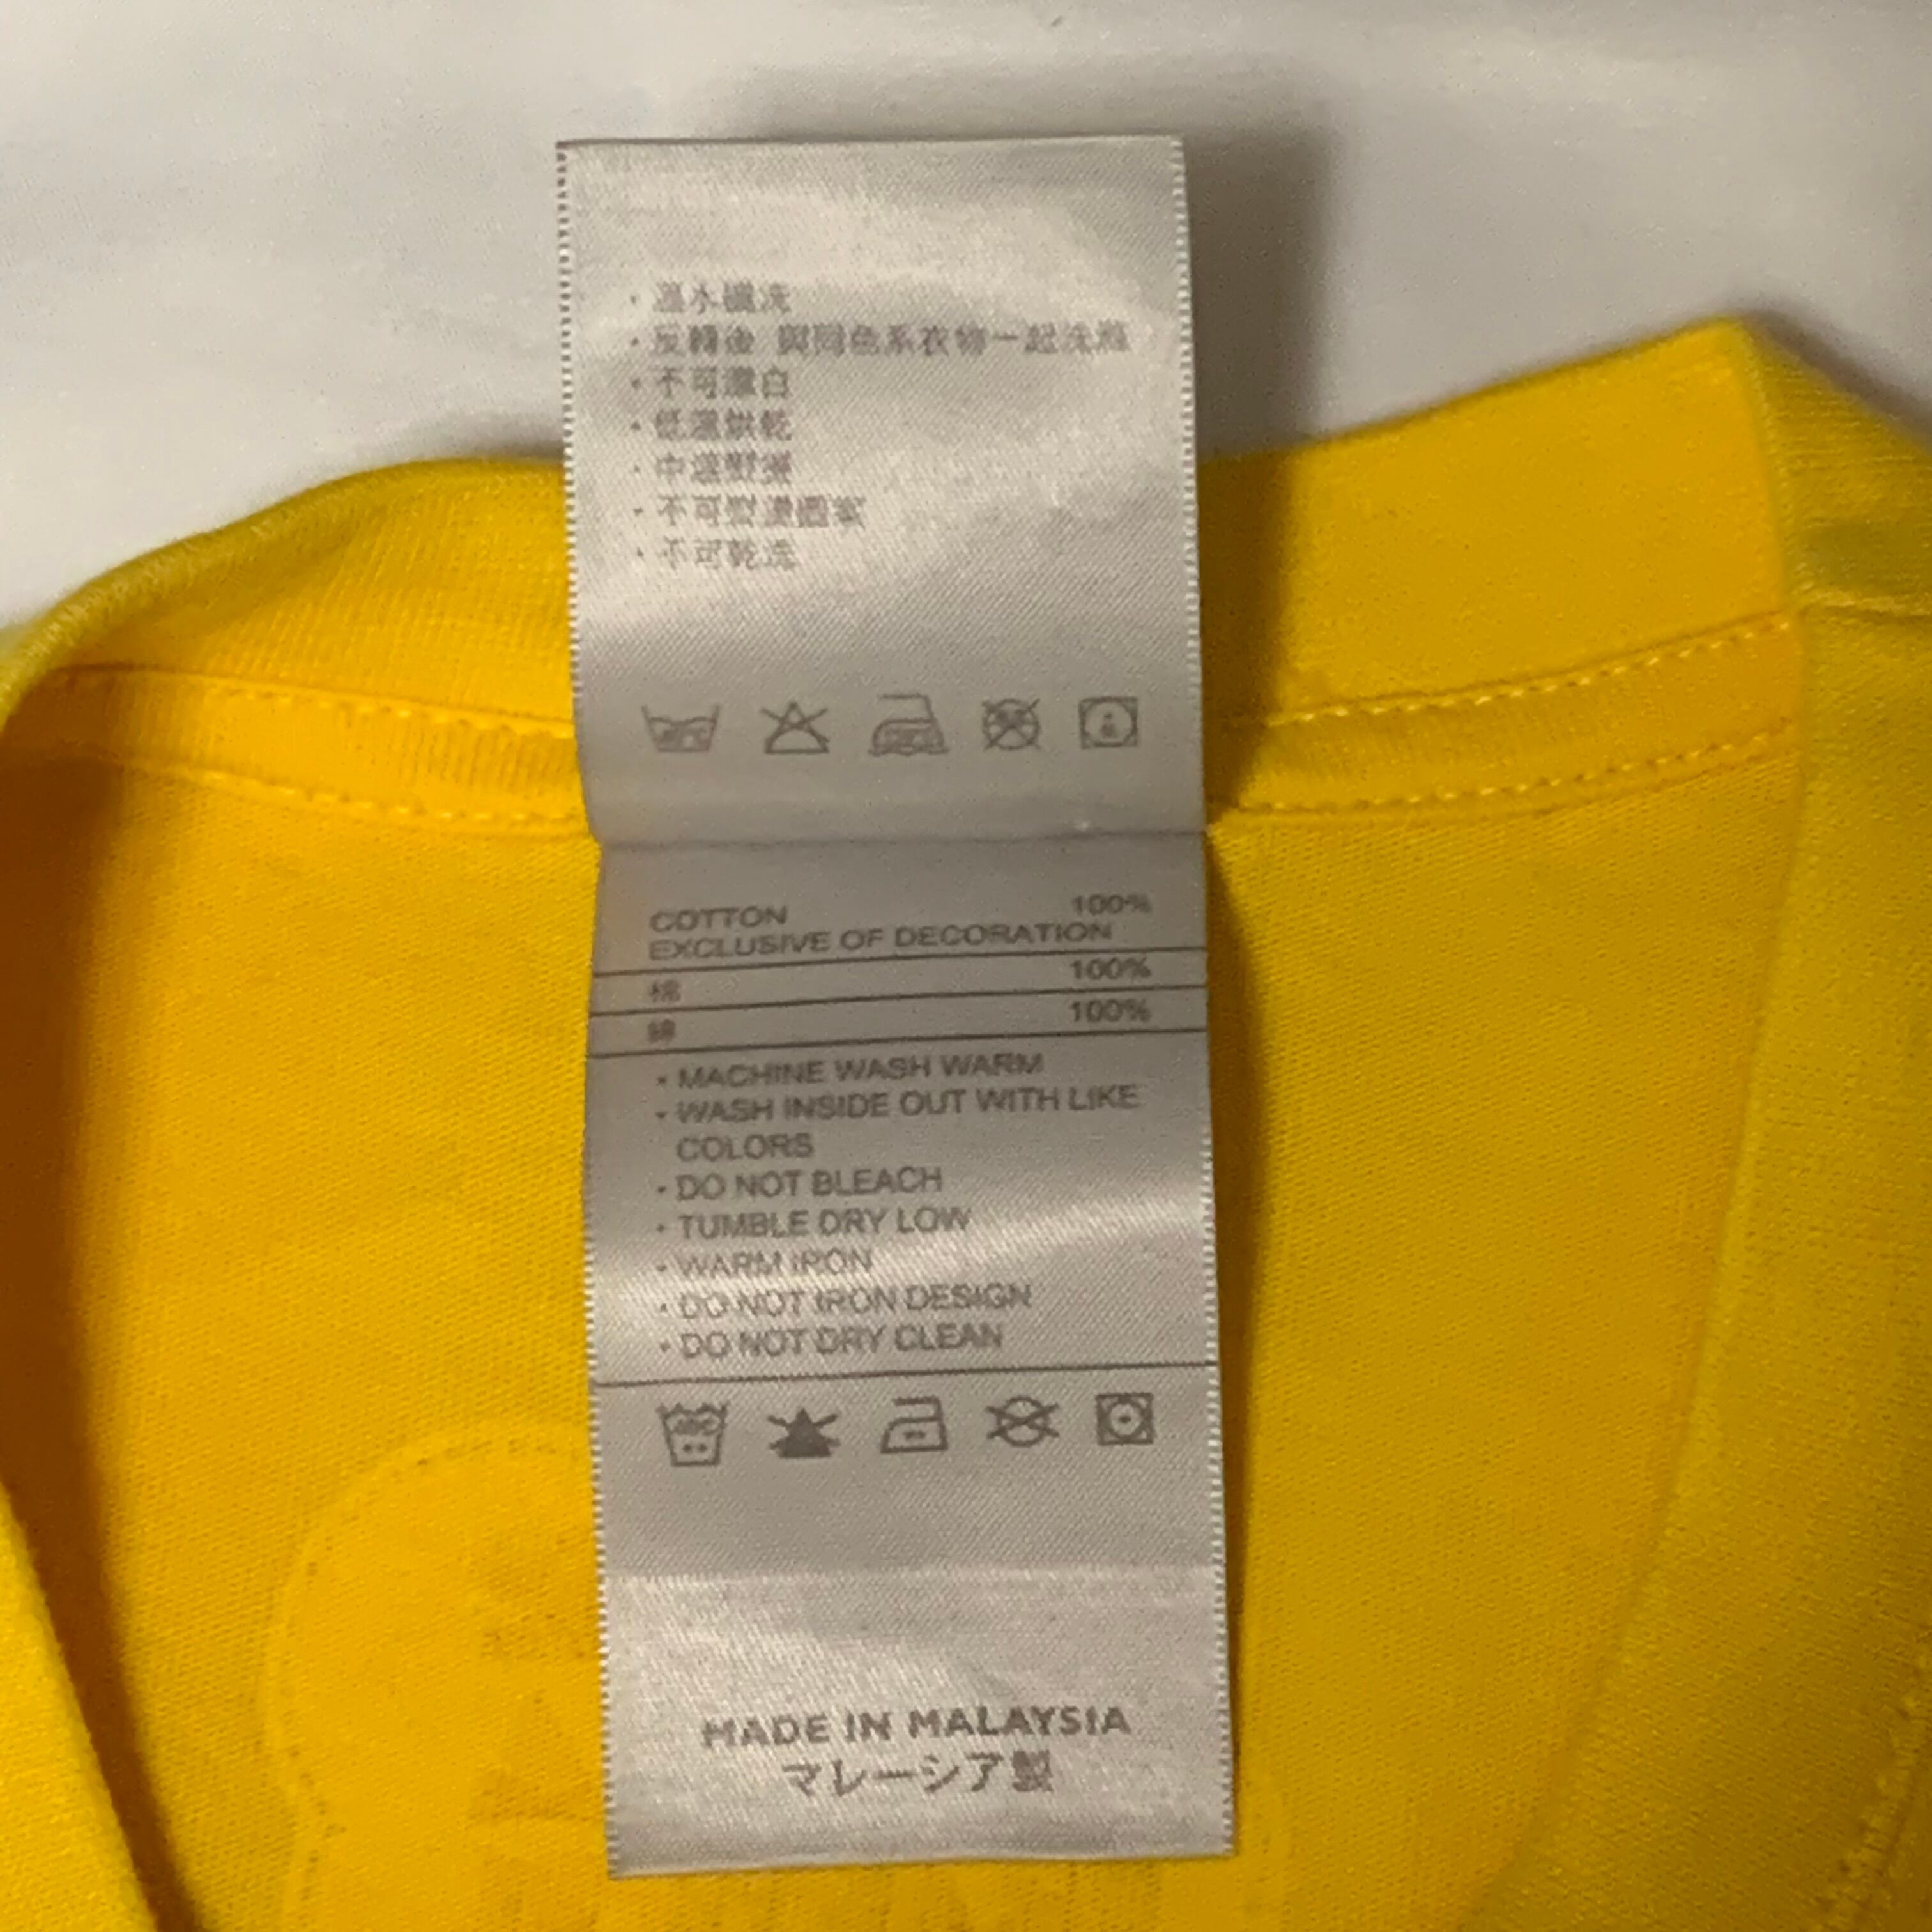 · 溫水機洗
· 反轉後 與同色系衣物一起洗滌
· 不可漂白
· 低溫烘乾
· 中溫熨燙
· 不可熨燙圖案
· 不可乾洗
COTTON 100%
EXCLUSIVE OF DECORATION
棉 100%
綿 100%
· MACHINE WASH WARM
· WASH INSIDE OUT WITH LIKE
COLORS
· DO NOT BLEACH
· TUMBLE DRY LOW
· WARM IRON
· DO NOT IRON DESIGN
· DO NOT DRY CLEAN
MADE IN MALAYSIA
マレーシア製